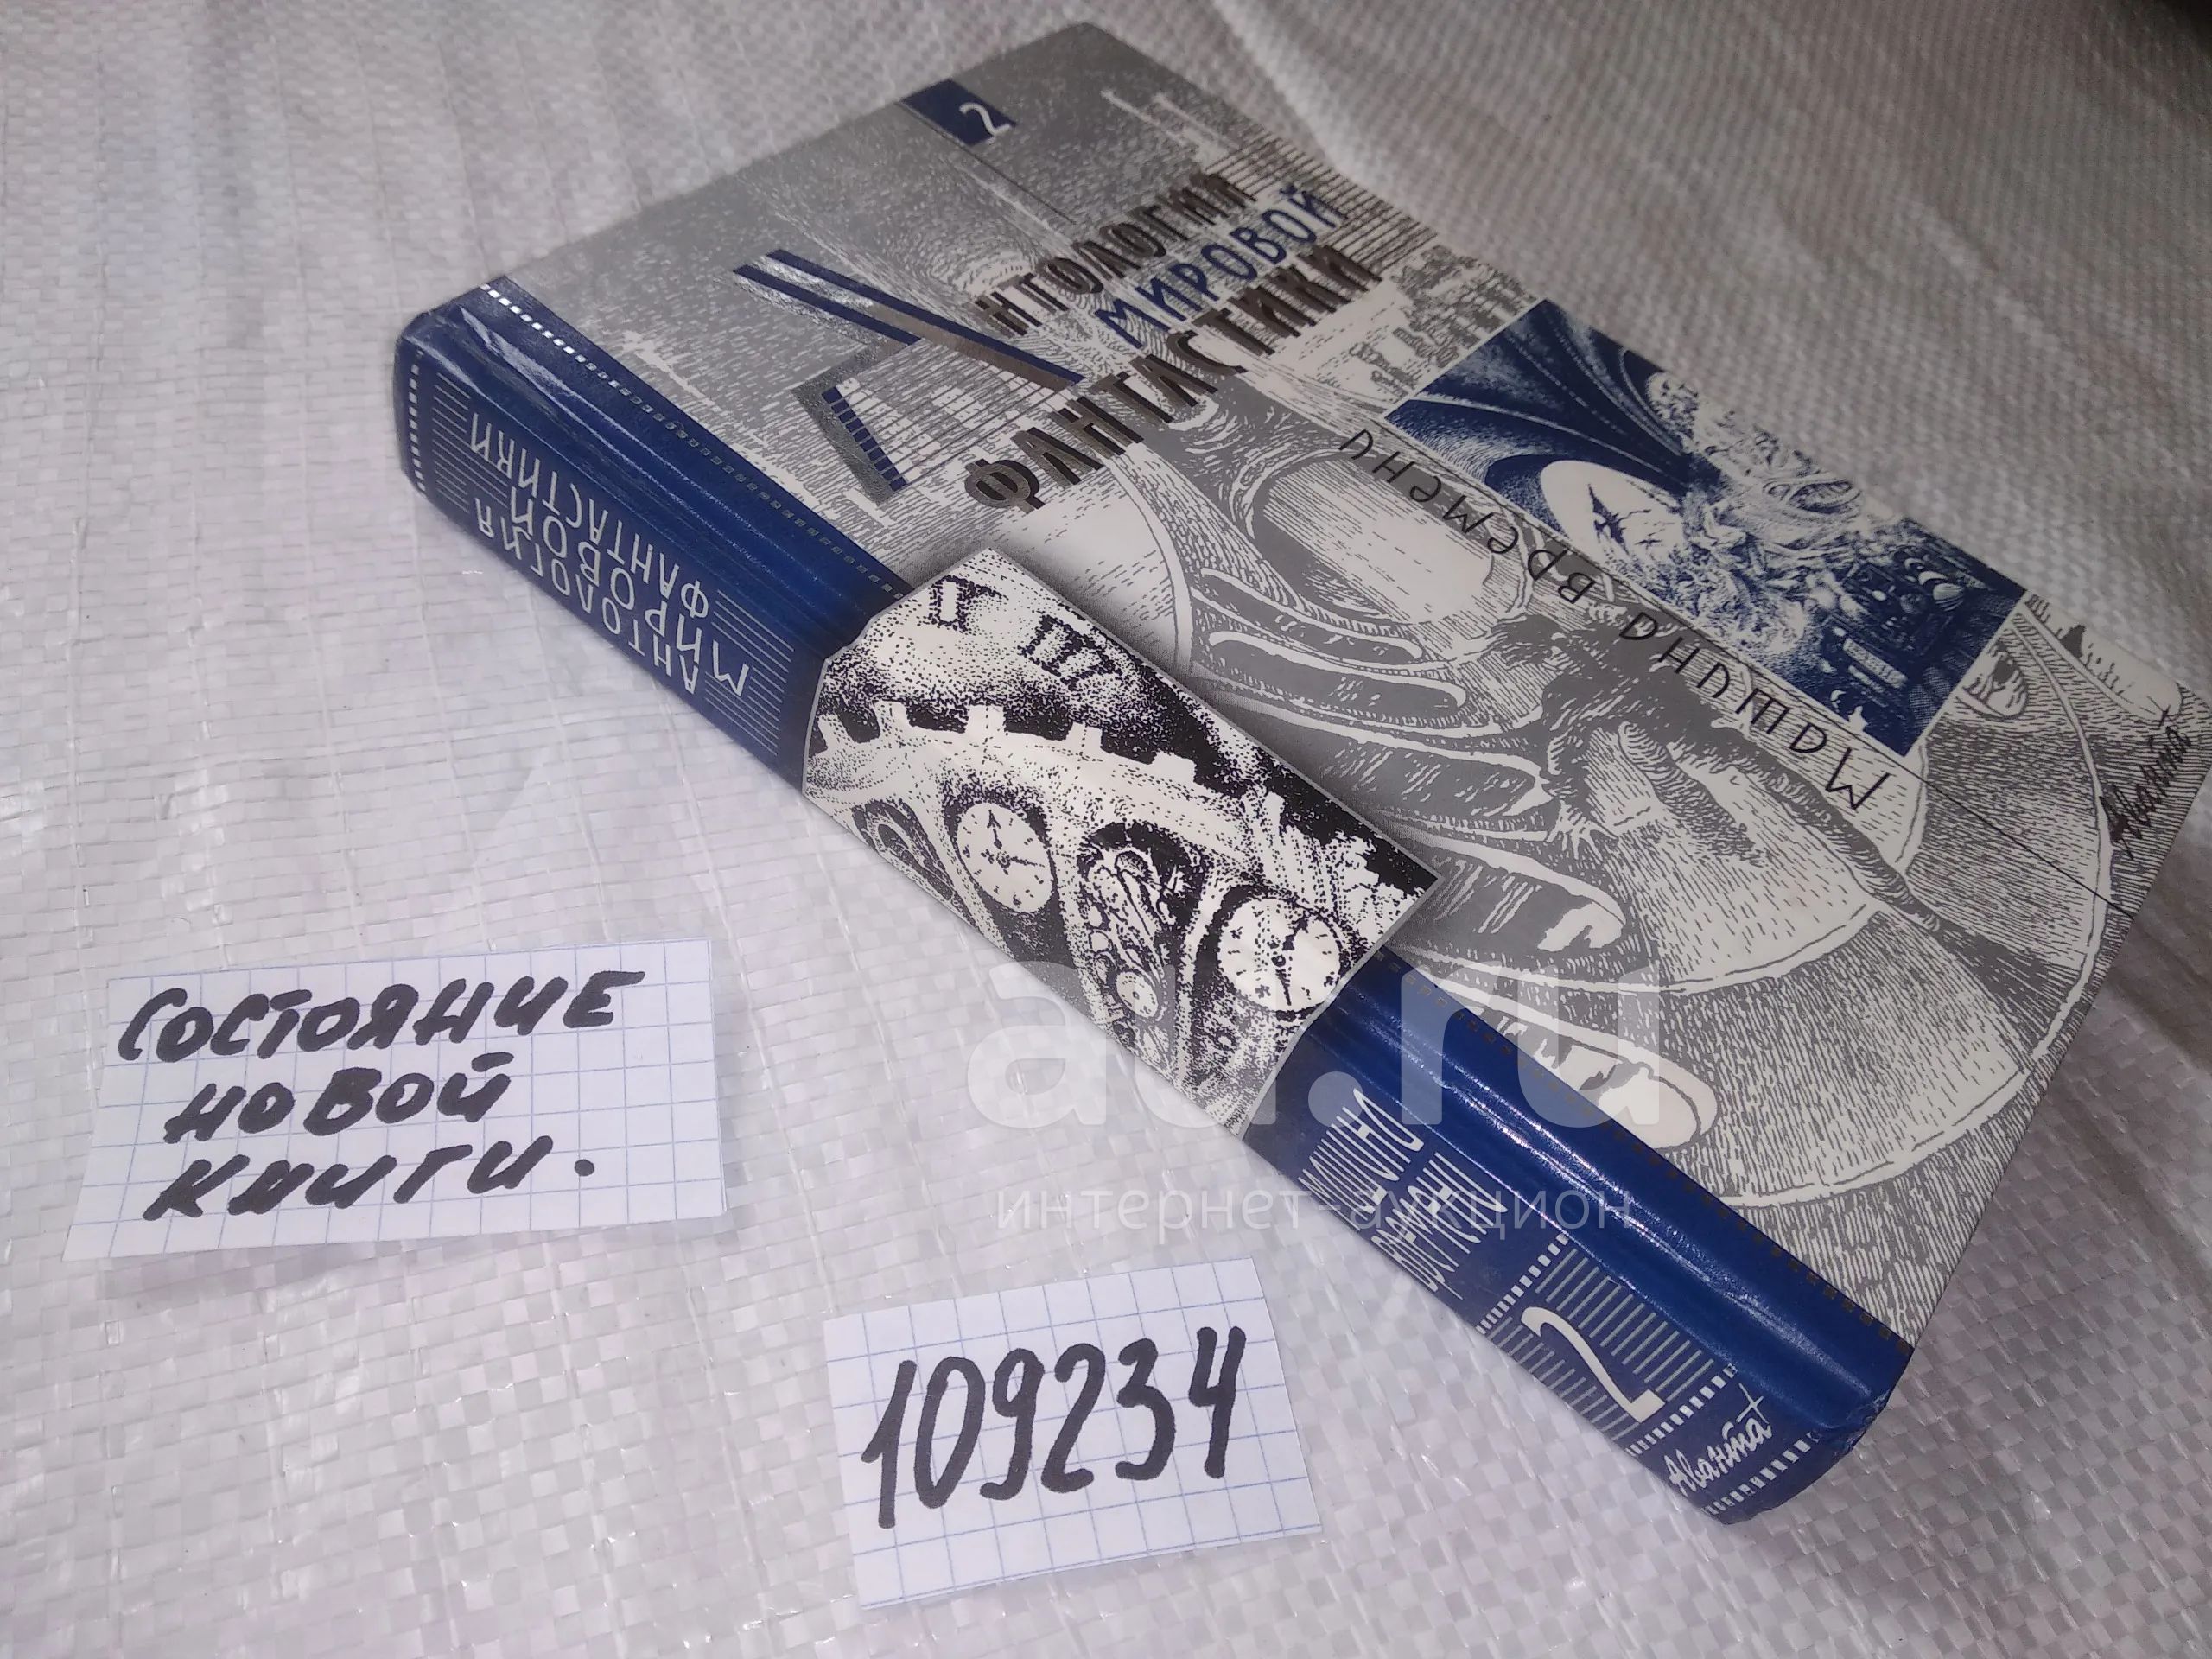 2
АНТОЛОГИЯ
МИРОВОЙ
ФАНТАСТИКИ
Машина времени
Аванта+
АНТОЛОГИЯ
МИРОВОЙ
ФАНТАСТИКИ
МАШИНА
ВРЕМЕНИ
2
Аванта+
СОСТОЯНИЕ
НОВОЙ
КНИГИ.
109234
au.ru
интернет-аукцион